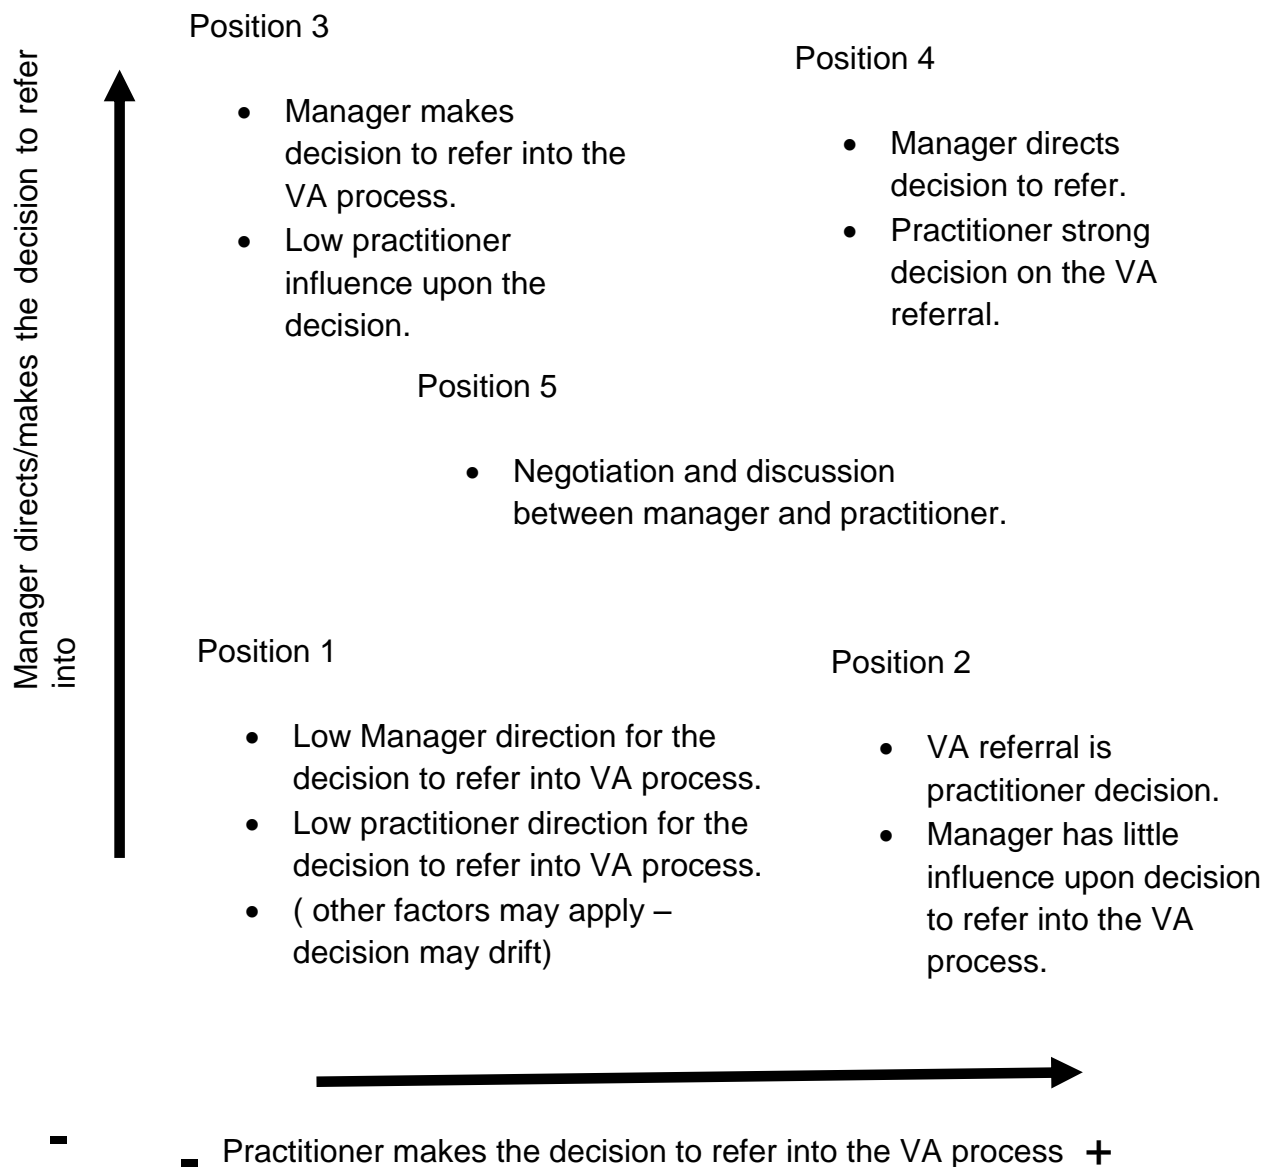 Manager directs/makes the decision to refer
into
Position 3
• Manager makes
decision to refer into the
VA process.
• Low practitioner
influence upon the
decision.
Position 4
• Manager directs
decision to refer.
• Practitioner strong
decision on the VA
referral.
Position 5
• Negotiation and discussion
between manager and practitioner.
Position 1
• Low Manager direction for the
decision to refer into VA process.
• Low practitioner direction for the
decision to refer into VA process.
• ( other factors may apply –
decision may drift)
Position 2
• VA referral is
practitioner decision.
• Manager has little
influence upon decision
to refer into the VA
process.
-
- Practitioner makes the decision to refer into the VA process +